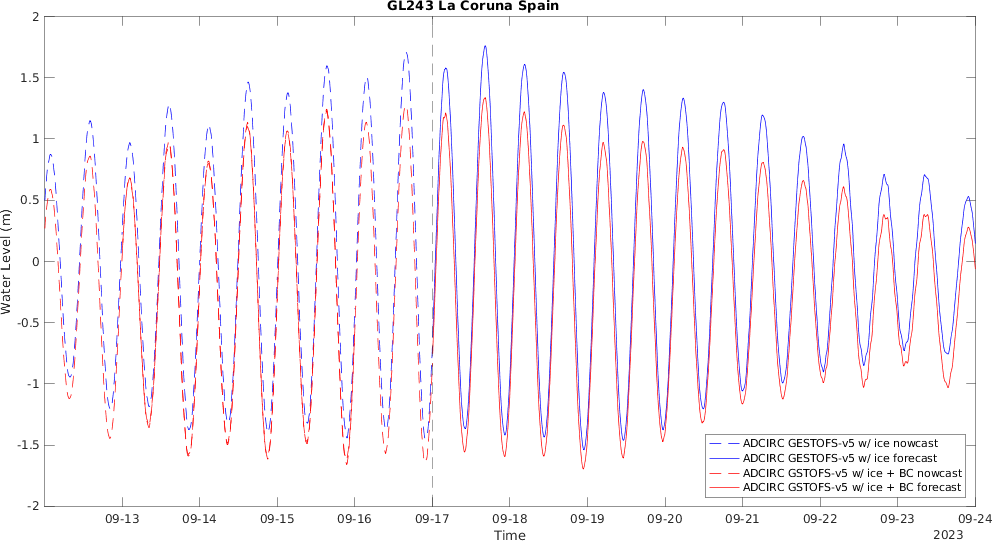 GL243 La Coruna Spain
2
1.5
1
0.5
0
-0.5
-1
-1.5
-2
Water Level (m)
ADCIRC GESTOFS-v5 w/ ice nowcast
ADCIRC GESTOFS-v5 w/ ice forecast
ADCIRC GSTOFS-v5 w/ ice + BC nowcast
ADCIRC GSTOFS-v5 w/ ice + BC forecast
09-13 09-14 09-15 09-16 09-17 09-18 09-19 09-20 09-21 09-22 09-23 09-24
Time
2023